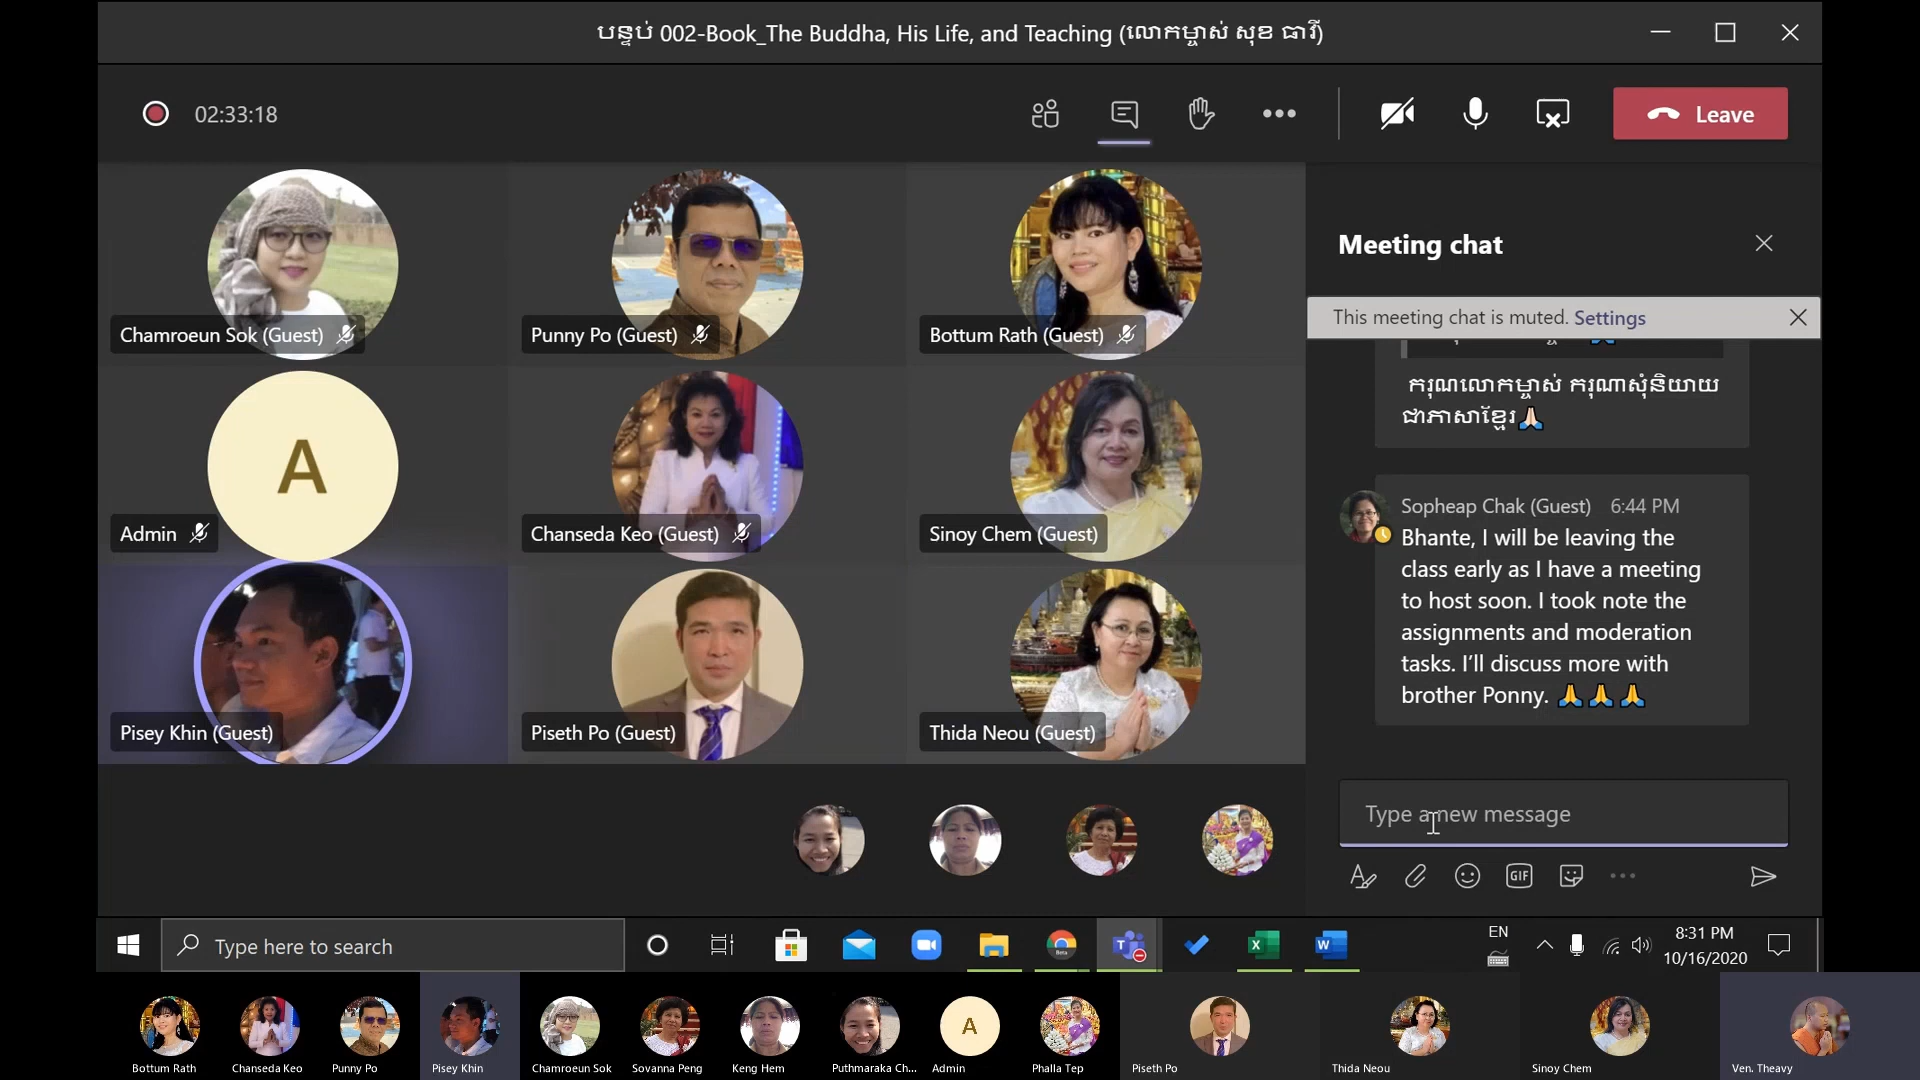 បន្ទប់ 002-Book_The Buddha, His Life, and Teaching (លោកម្ចាស់ សុខ ធាវី)
02:33:18
Leave
Chamroeun Sok (Guest)
Punny Po (Guest)
Bottum Rath (Guest)
A
Admin
Chanseda Keo (Guest)
Sinoy Chem (Guest)
Pisey Khin (Guest)
Piseth Po (Guest)
Thida Neou (Guest)
Meeting chat
This meeting chat is muted. Settings
ករុណលោកម្ចាស់ ករុណាសុំនិយាយ
ជាភាសាខ្មែរ🙏🏻
Sopheap Chak (Guest) 6:44 PM
Bhante, I will be leaving the
class early as I have a meeting
to host soon. I took note the
assignments and moderation
tasks. I’ll discuss more with
brother Ponny. 🙏🙏🙏
Type a new message
GIF
Type here to search
EN
8:31 PM
10/16/2020
Bottum Rath
Chanseda Keo
Punny Po
Pisey Khin
Chamroeun Sok
Sovanna Peng
Keng Hem
Puthmaraka Ch...
A
Admin
Phalla Tep
Piseth Po
Thida Neou
Sinoy Chem
Ven. Theavy